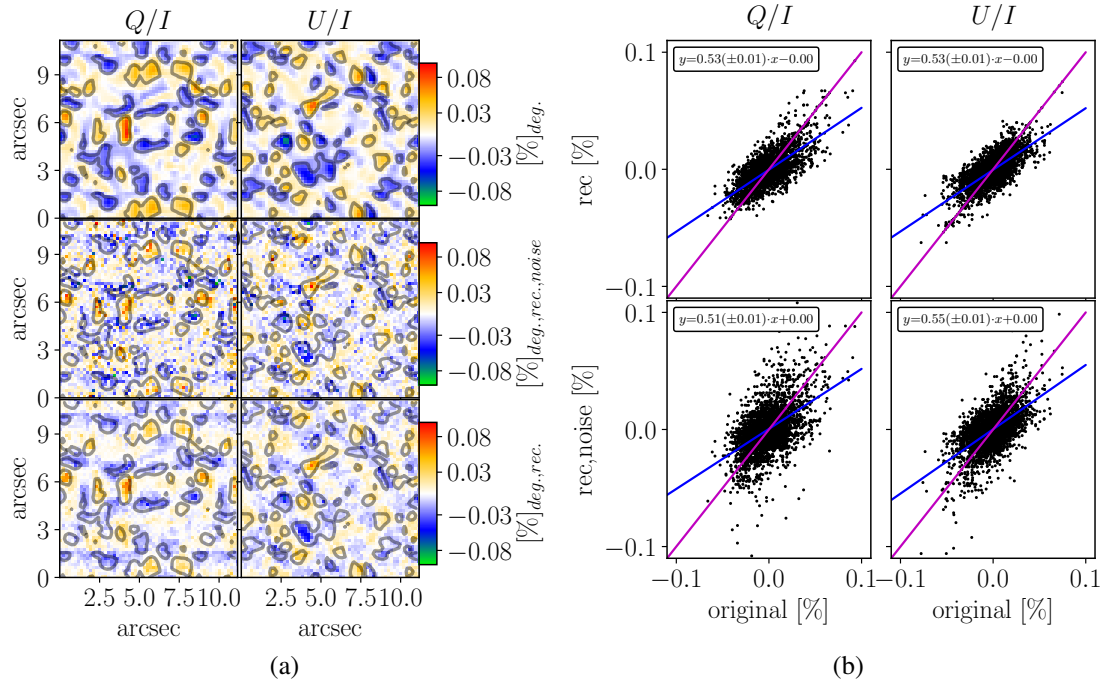 Q/I
U/I
9
6
3
0
arcsec
0.08
0.03
−0.03
−0.08
[%]deg.
9
6
3
0
arcsec
0.08
0.03
−0.03
−0.08
[%]deg.,rec.,noise
9
6
3
0
arcsec
0.08
0.03
−0.03
−0.08
[%]deg.,rec.
2.5 5.0 7.5 10.0
2.5 5.0 7.5 10.0
arcsec
arcsec
(a)
Q/I
U/I
0.1
0.0
−0.1
rec [%]
y=0.53(±0.01)·x−0.00
y=0.53(±0.01)·x−0.00
0.1
0.0
−0.1
rec,noise [%]
y=0.51(±0.01)·x+0.00
y=0.55(±0.01)·x+0.00
−0.1 0.0 0.1
−0.1 0.0 0.1
original [%]
original [%]
(b)